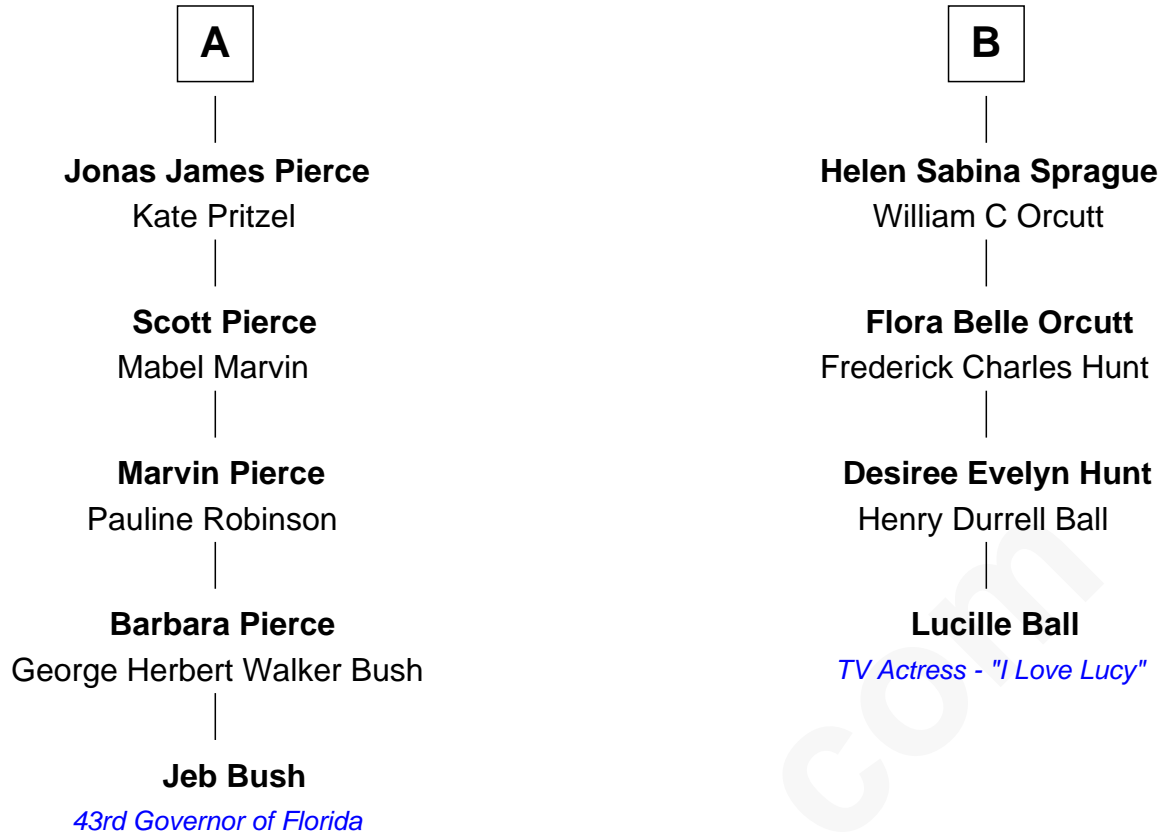 A
Jonas James Pierce
Kate Pritzel
Scott Pierce
Mabel Marvin
Marvin Pierce
Pauline Robinson
Barbara Pierce
George Herbert Walker Bush
Jeb Bush
43rd Governor of Florida
B
Helen Sabina Sprague
William C Orcutt
Flora Belle Orcutt
Frederick Charles Hunt
Desiree Evelyn Hunt
Henry Durrell Ball
Lucille Ball
TV Actress - "I Love Lucy"
com